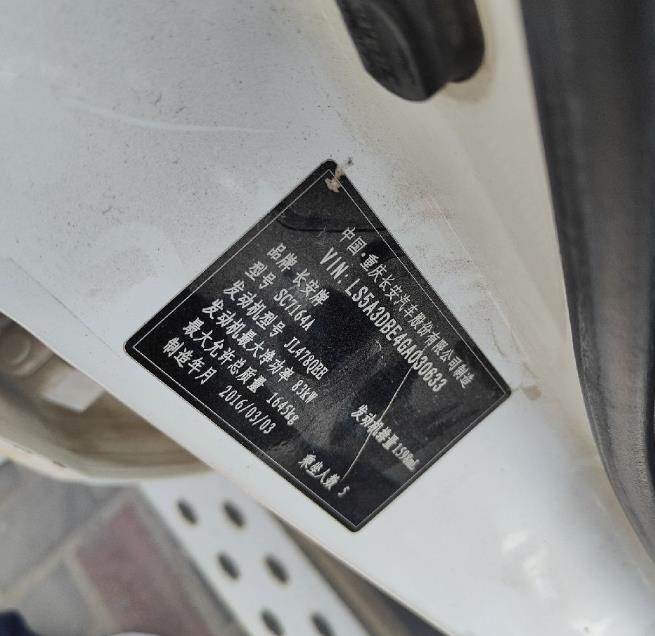 中国·重庆长安汽车股份有限公司制造
VIN: LS5A3DBE4GA030633
品牌 长安牌
型号 SC7164A
发动机型号 JL478QEE 发动机排量 1598mL
发动机最大净功率 83kW
最大允许总质量 1645kg 乘坐人数 5
制造年月 2016/03/03